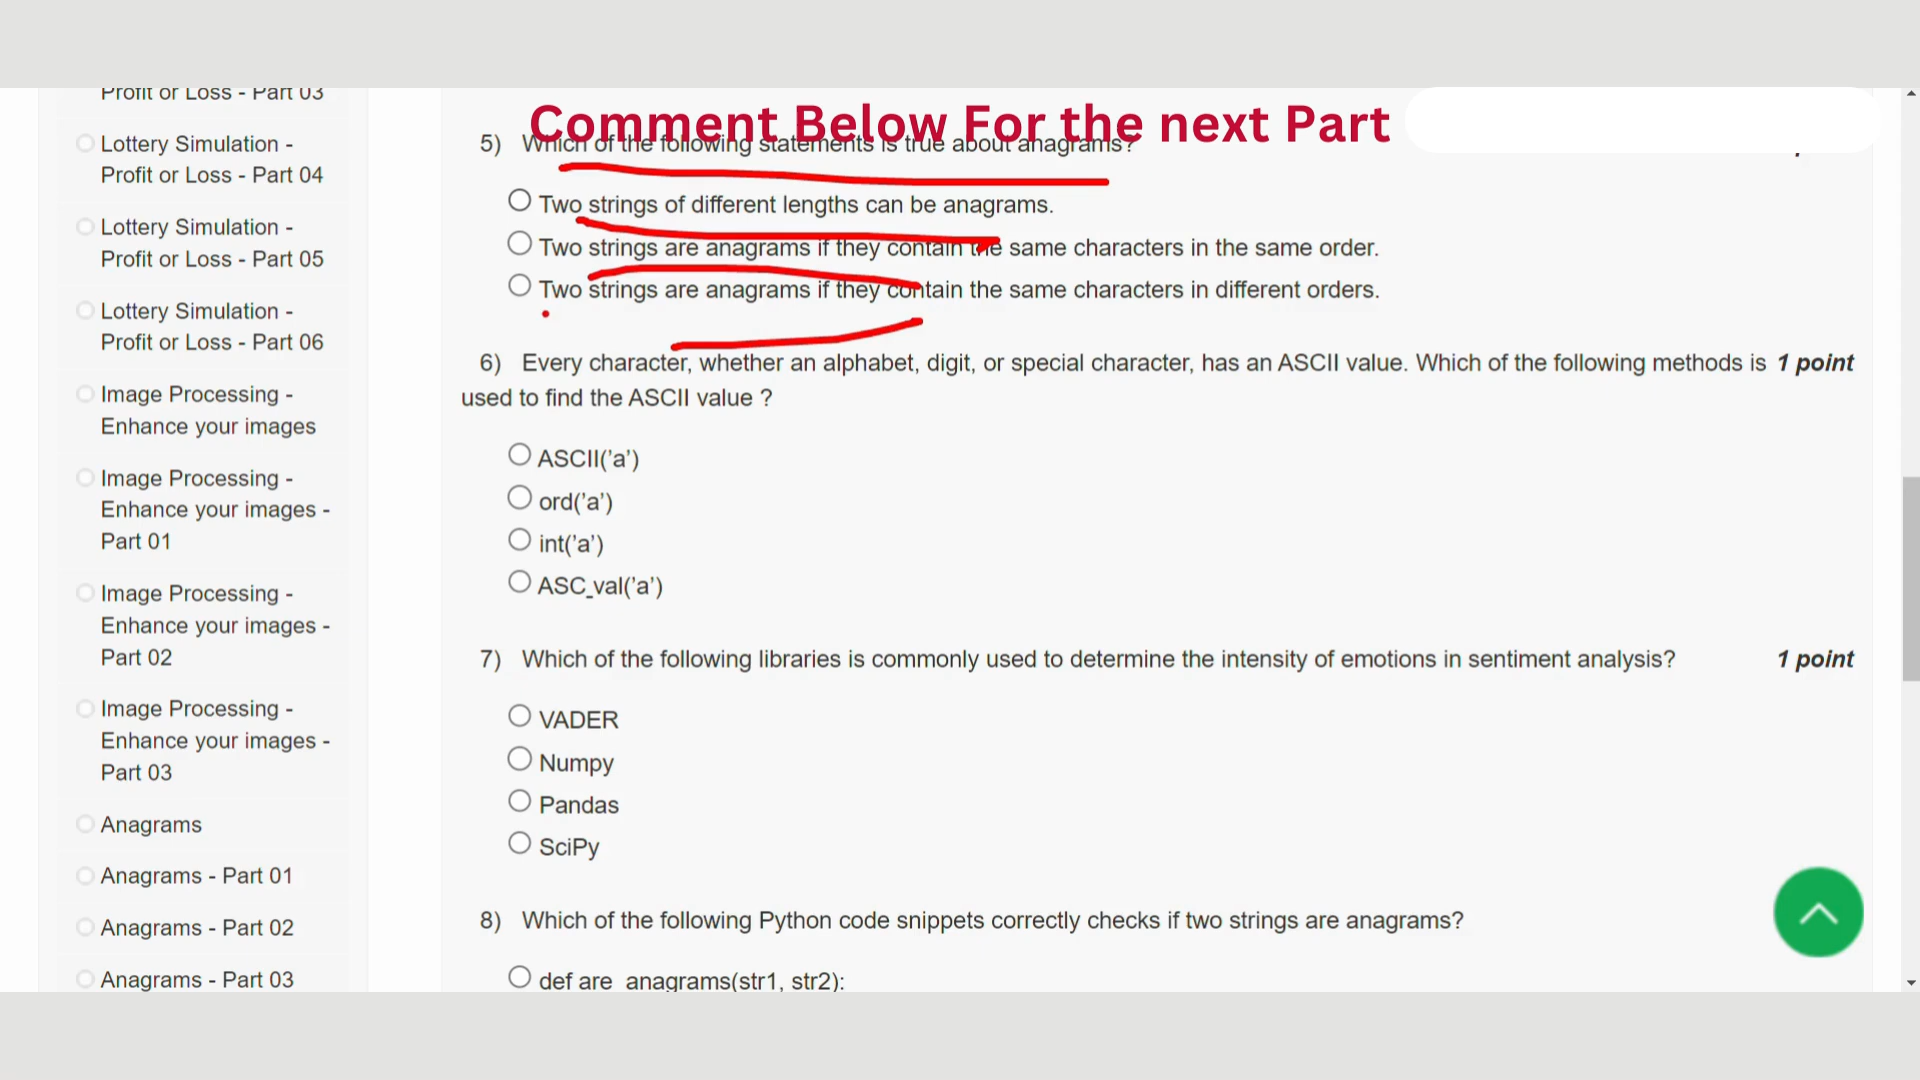 Profit or Loss - Part 03
Lottery Simulation -
Profit or Loss - Part 04
Lottery Simulation -
Profit or Loss - Part 05
Lottery Simulation -
Profit or Loss - Part 06
Image Processing -
Enhance your images
Image Processing -
Enhance your images -
Part 01
Image Processing -
Enhance your images -
Part 02
Image Processing -
Enhance your images -
Part 03
Anagrams
Anagrams - Part 01
Anagrams - Part 02
Anagrams - Part 03
Comment Below For the next Part
5) Which of the following statements is true about anagrams?
Two strings of different lengths can be anagrams.
Two strings are anagrams if they contain the same characters in the same order.
Two strings are anagrams if they contain the same characters in different orders.
6) Every character, whether an alphabet, digit, or special character, has an ASCII value. Which of the following methods is 1 point
used to find the ASCII value ?
ASCII('a')
ord('a')
int('a')
ASC_val('a')
7) Which of the following libraries is commonly used to determine the intensity of emotions in sentiment analysis? 1 point
VADER
Numpy
Pandas
SciPy
8) Which of the following Python code snippets correctly checks if two strings are anagrams?
def are_anagrams(str1, str2):